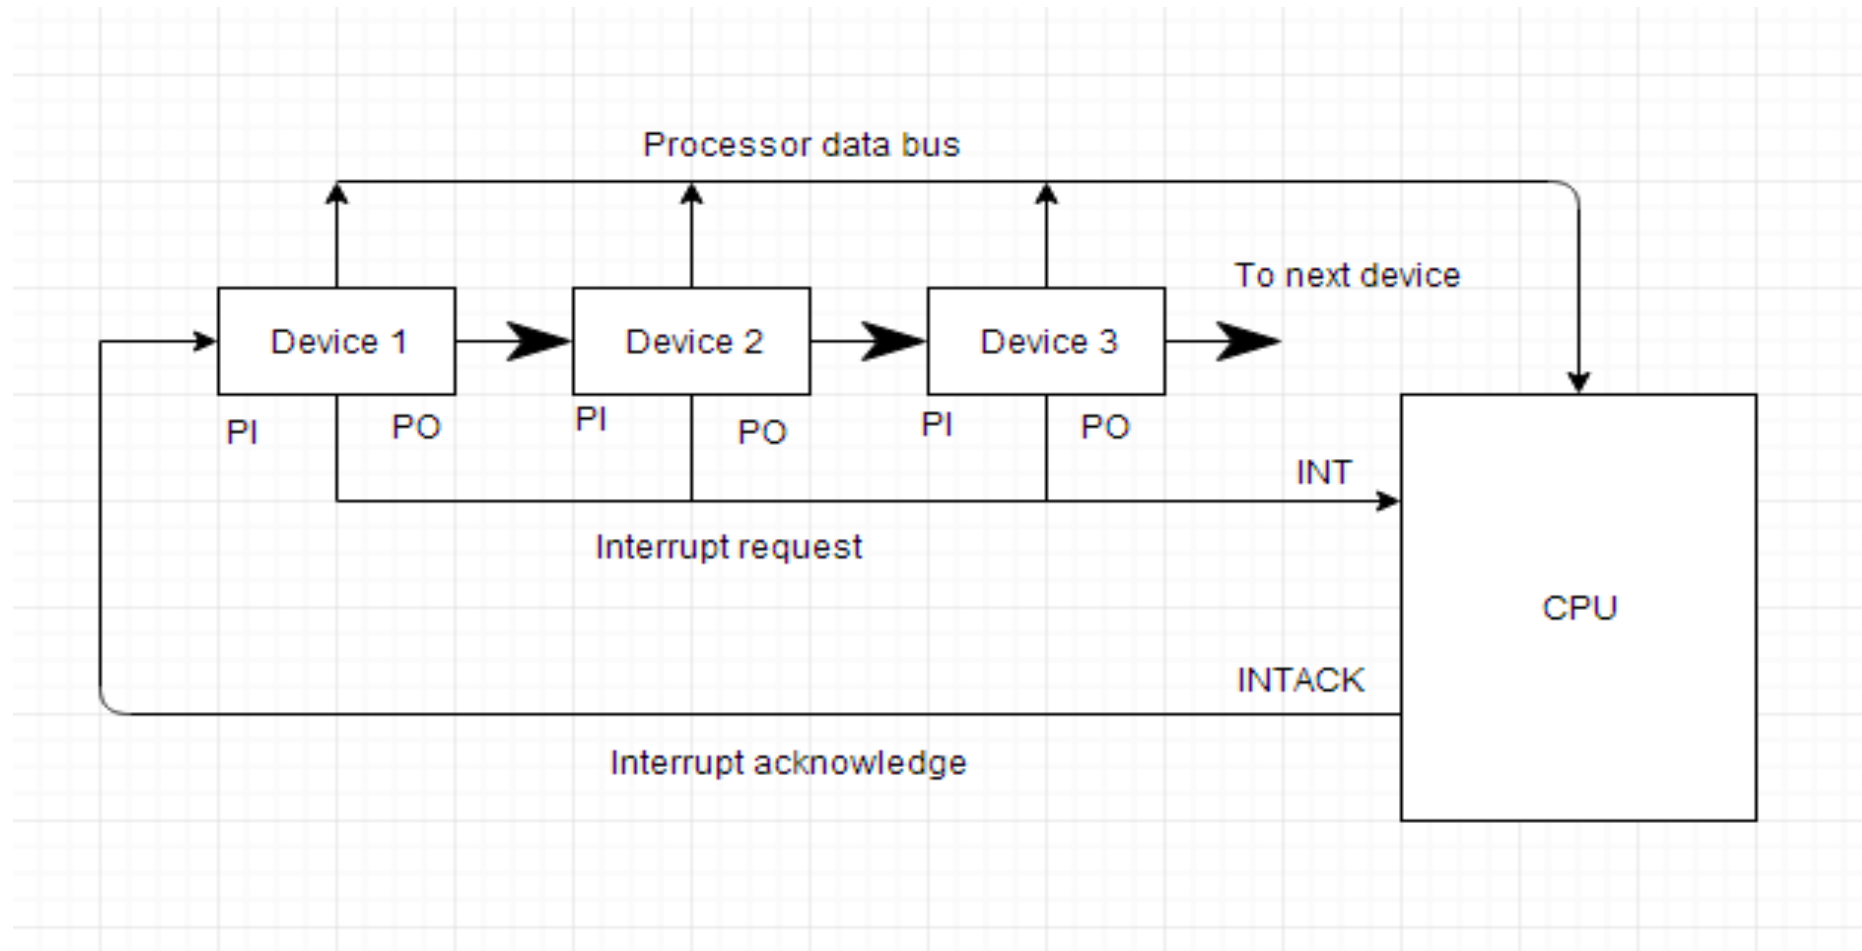 Processor data bus
To next device
Device 1
Device 2
Device 3
PI
PO
PI
PO
PI
PO
INT
Interrupt request
CPU
INTACK
Interrupt acknowledge